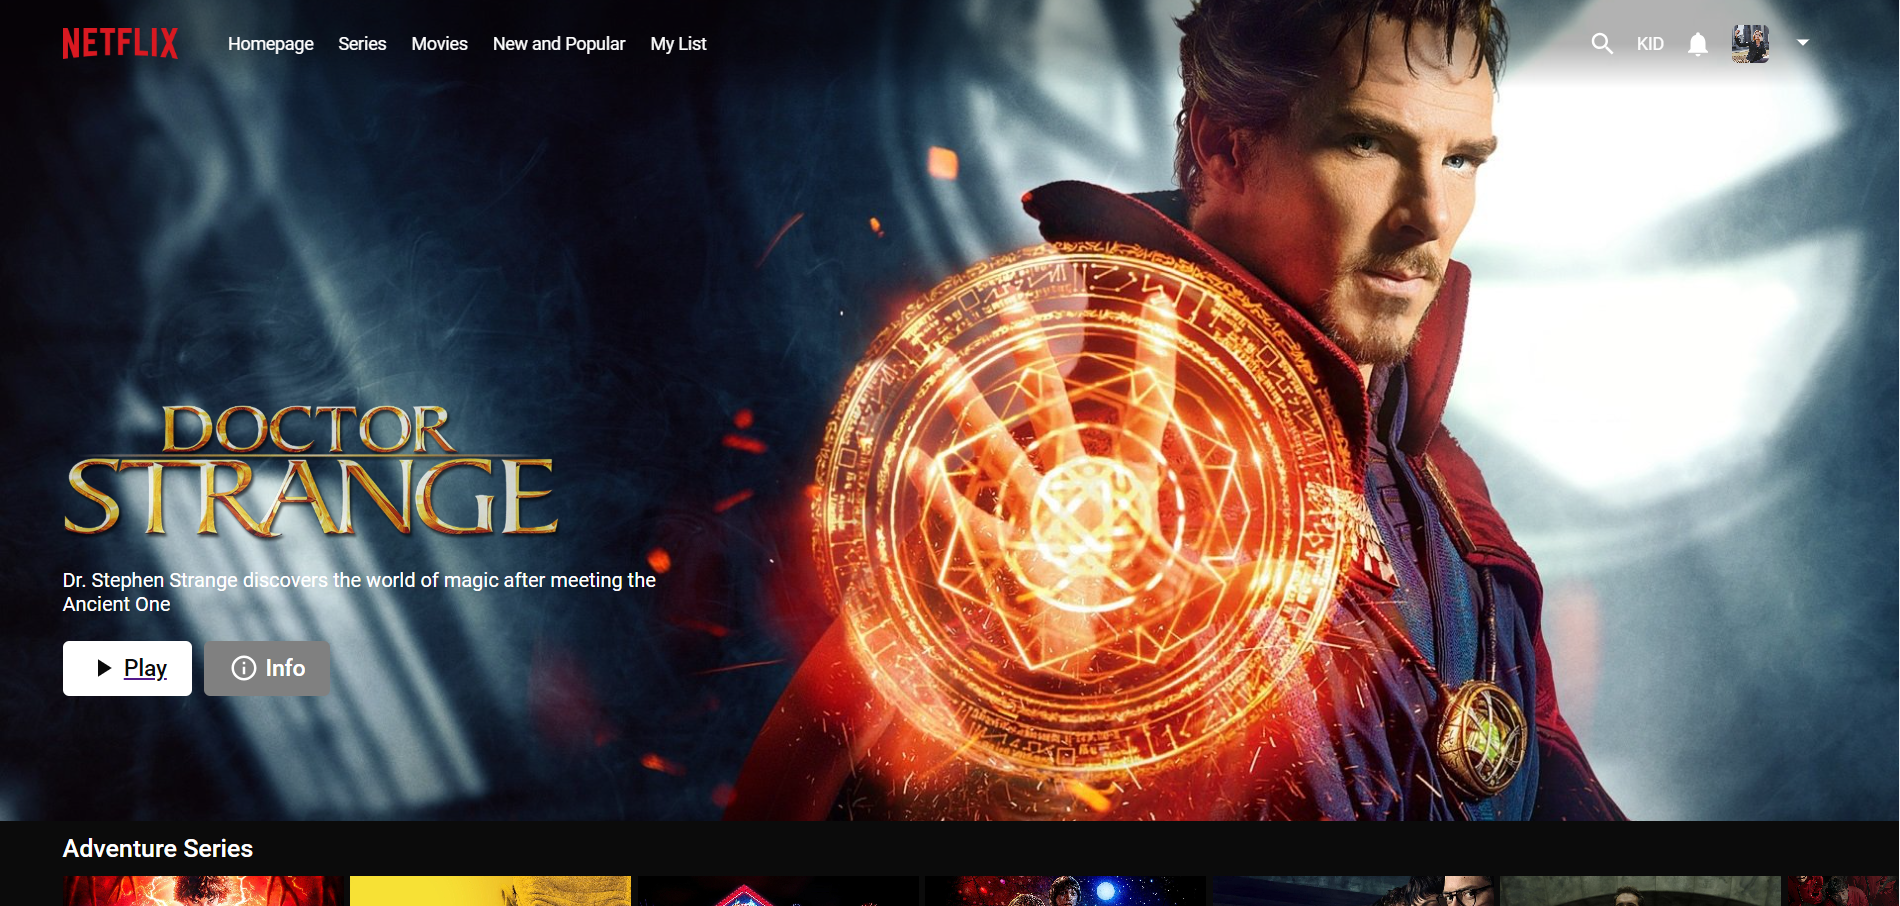 NETFLIX
Homepage Series Movies New and Popular My List
KID
DOCTOR
STRANGE
Dr. Stephen Strange discovers the world of magic after meeting the
Ancient One
Play
Info
Adventure Series